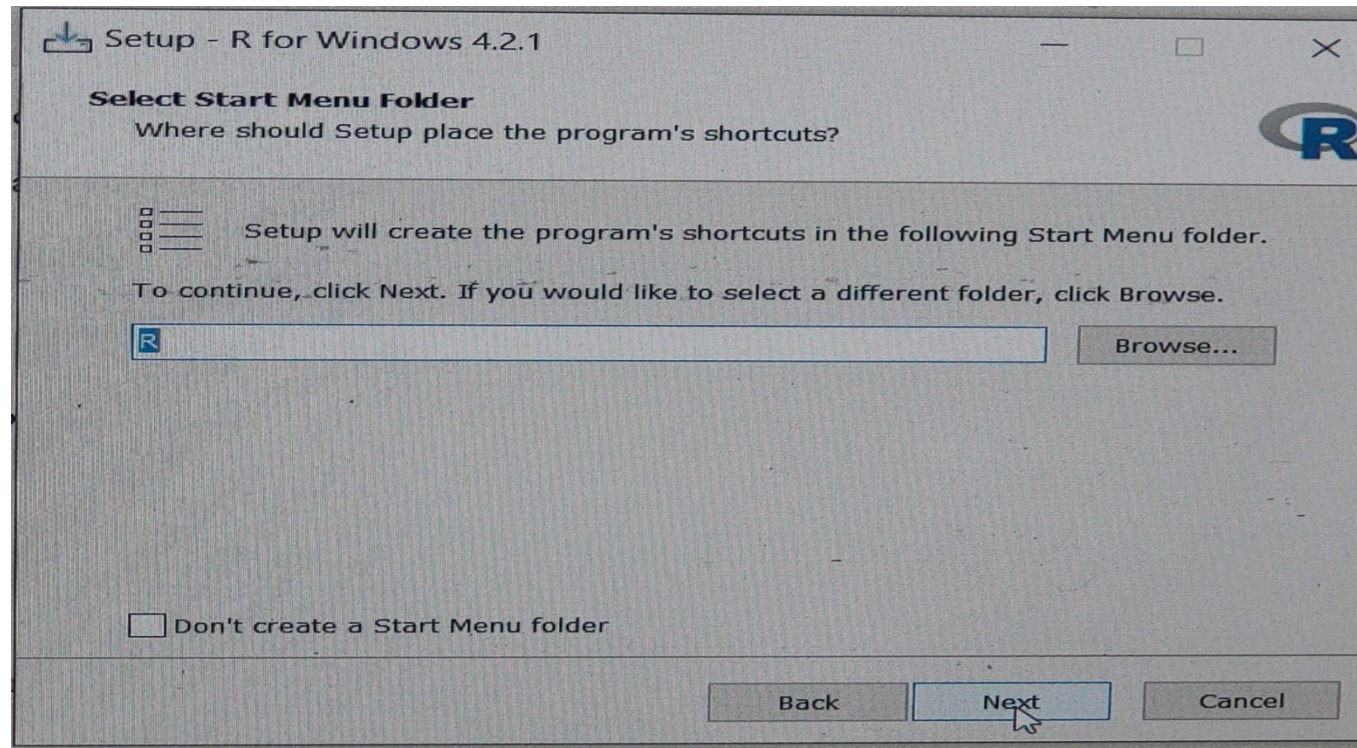 Setup - R for Windows 4.2.1
Select Start Menu Folder
Where should Setup place the program's shortcuts?
R
Setup will create the program's shortcuts in the following Start Menu folder.
To continue, click Next. If you would like to select a different folder, click Browse.
R
Browse...
Don't create a Start Menu folder
Back
Next
Cancel